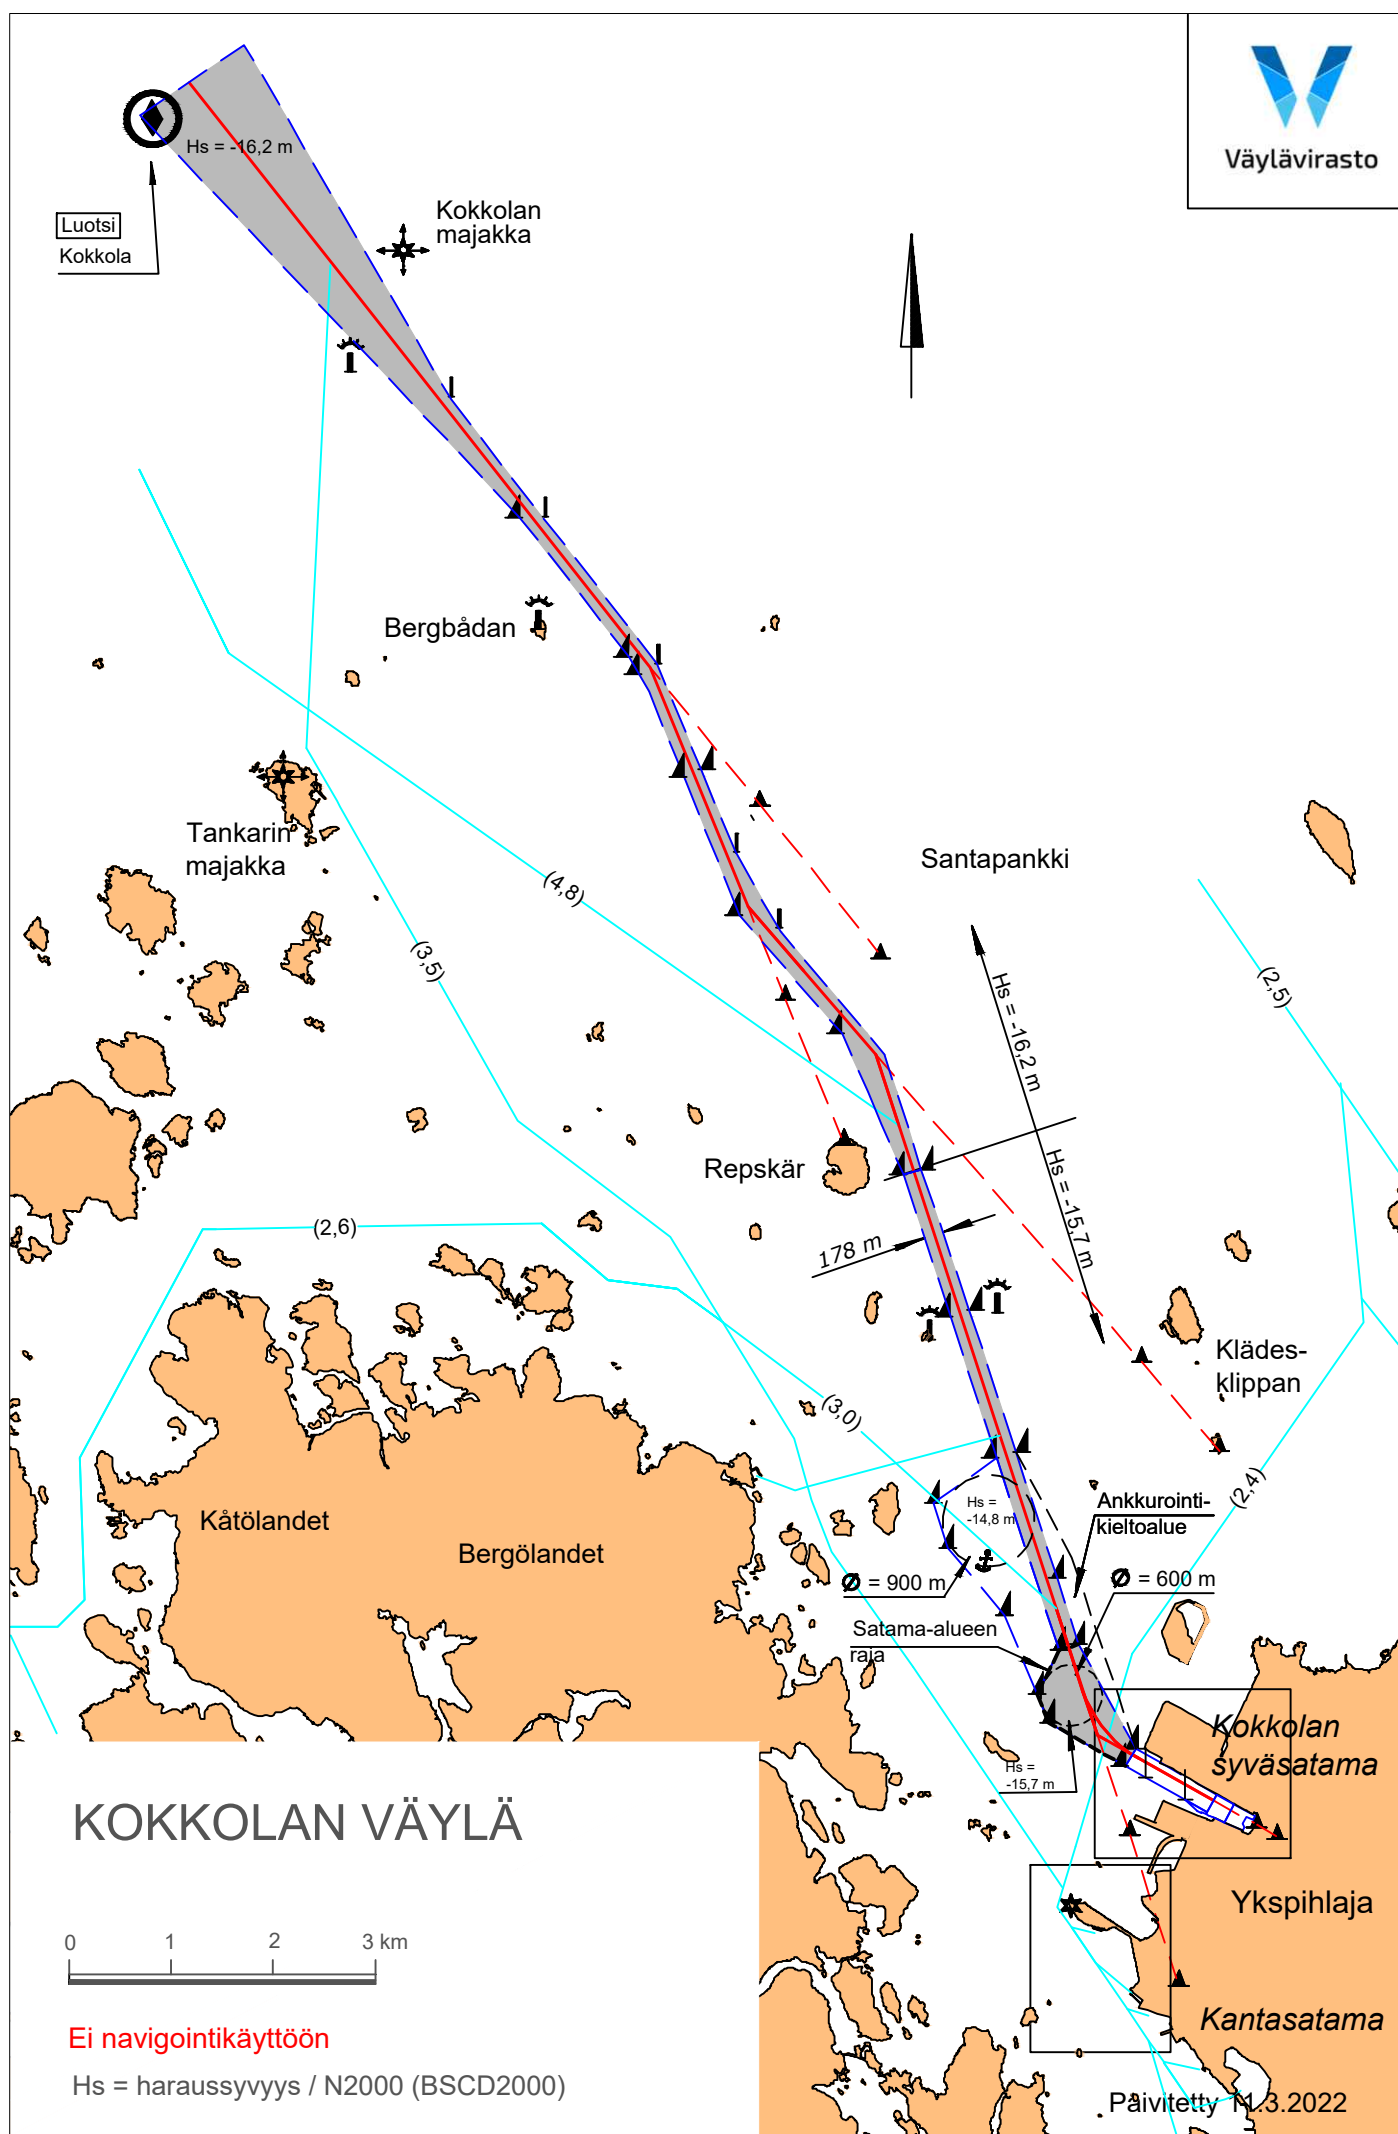 Väylävirasto
Hs = -16,2 m
Luotsi
Kokkola
Kokkolan
majakka
Bergbådan
Tankarin
majakka
Santapankki
(4,8)
(3,5)
(2,5)
Hs = -16,2 m
Hs = -15,7 m
Repskär
178 m
(2,6)
Klädes-
klippan
(3,0)
(2,4)
Kåtölandet
Bergölandet
Hs =
-14,8 m
Ankkurointi-
kieltoalue
Ø = 900 m
Ø = 600 m
Satama-alueen
raja
Kokkolan
syväsatama
Hs =
-15,7 m
KOKKOLAN VÄYLÄ
Ykspihlaja
0 1 2 3 km
Kantasatama
Ei navigointikäyttöön
Hs = haraussyvyys / N2000 (BSCD2000)
Päivitetty 11.3.2022